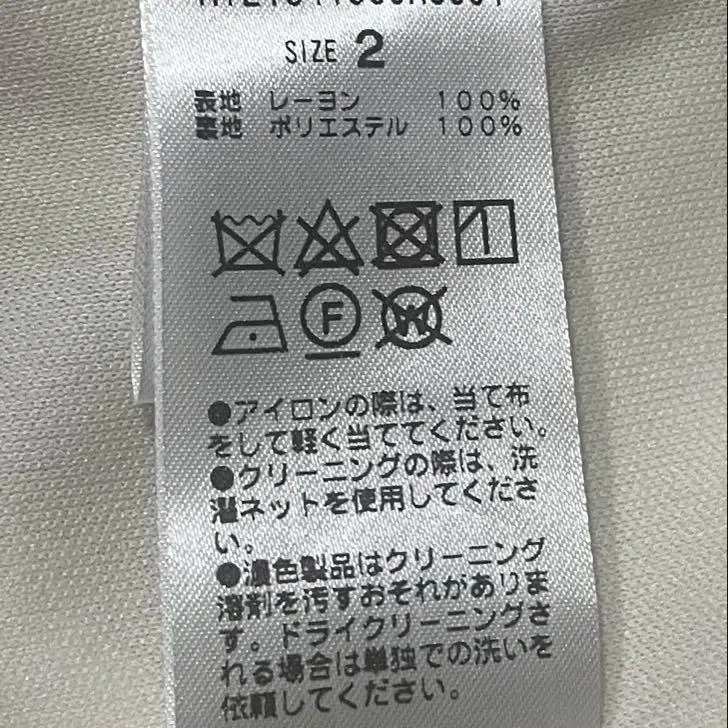 SIZE 2
表地 レーヨン 100%
裏地 ポリエステル 100%
F
W
●アイロンの際は、当て布
をして軽く当ててください。
●クリーニングの際は、洗
濯ネットを使用してくださ
い。
●濃色製品はクリーニング
溶剤を汚すおそれがありま
す。ドライクリーニングさ
れる場合は単独での洗いを
依頼してください。